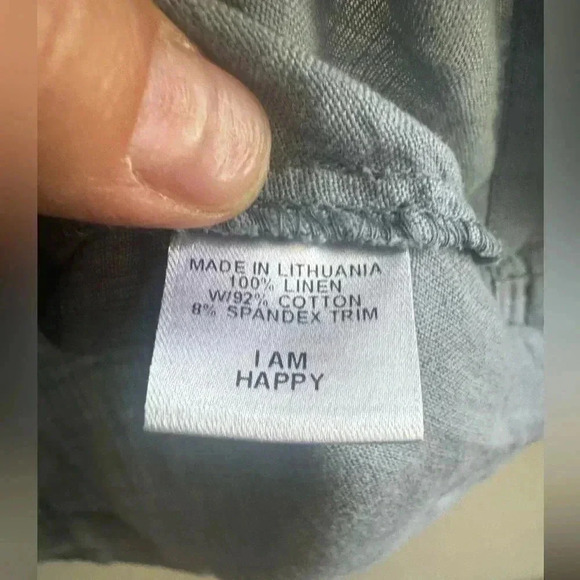 MADE IN LITHUANIA
100% LINEN
W/92% COTTON
8% SPANDEX TRIM
I AM
HAPPY